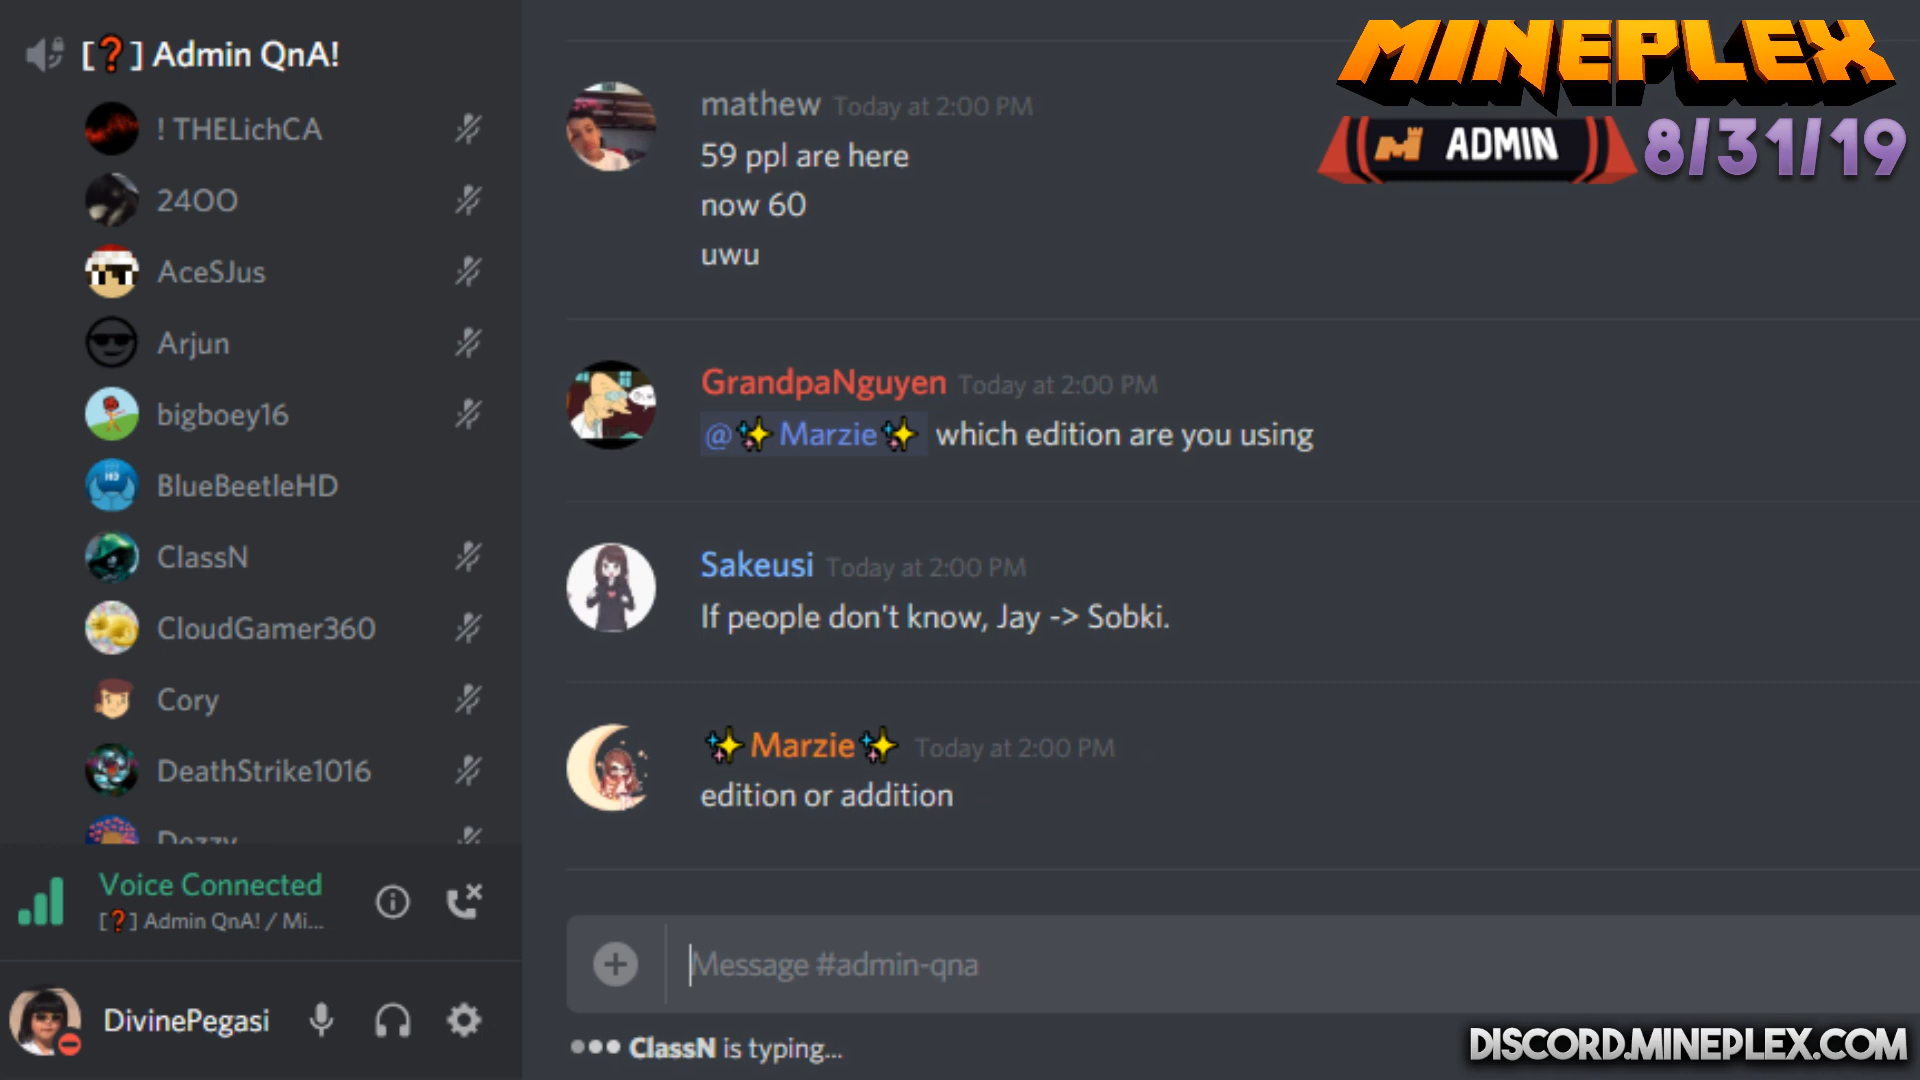 [❓] Admin QnA!
! THELichCA
24OO
AceSJus
Arjun
bigboey16
BlueBeetleHD
ClassN
CloudGamer360
Cory
DeathStrike1016
Dozzy
Voice Connected
[❓] Admin QnA! / Mi...
DivinePegasi
mathew Today at 2:00 PM
59 ppl are here
now 60
uwu
GrandpaNguyen Today at 2:00 PM
@✨Marzie✨ which edition are you using
Sakeusi Today at 2:00 PM
If people don't know, Jay -> Sobki.
✨Marzie✨ Today at 2:00 PM
edition or addition
Message #admin-qna
ClassN is typing...
MINEPLEX
ADMIN 8/31/19
DISCORD.MINEPLEX.COM